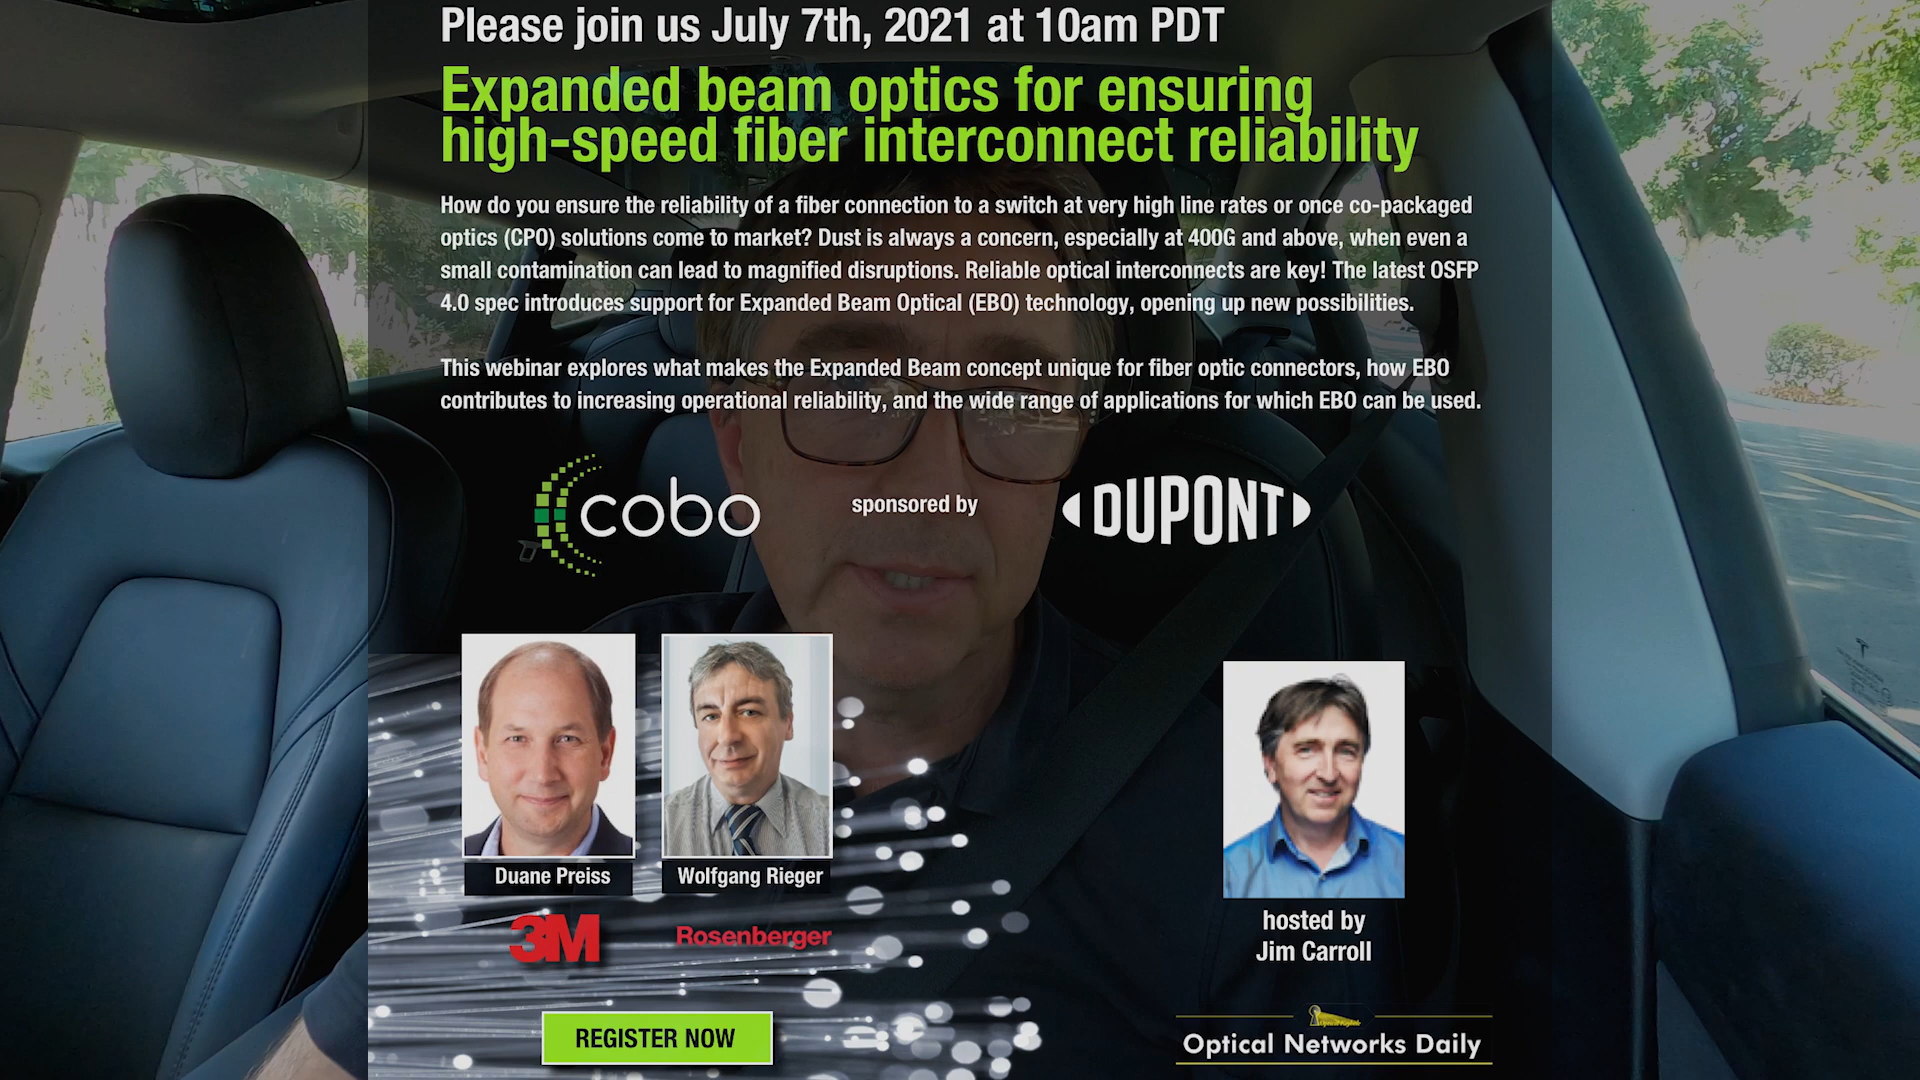 Please join us July 7th, 2021 at 10am PDT
Expanded beam optics for ensuring
high-speed fiber interconnect reliability
How do you ensure the reliability of a fiber connection to a switch at very high line rates or once co-packaged
optics (CPO) solutions come to market? Dust is always a concern, especially at 400G and above, when even a
small contamination can lead to magnified disruptions. Reliable optical interconnects are key! The latest OSFP
4.0 spec introduces support for Expanded Beam Optical (EBO) technology, opening up new possibilities.
This webinar explores what makes the Expanded Beam concept unique for fiber optic connectors, how EBO
contributes to increasing operational reliability, and the wide range of applications for which EBO can be used.
cobo
sponsored by
DUPONT
Duane Preiss
Wolfgang Rieger
3M
Rosenberger
hosted by
Jim Carroll
REGISTER NOW
Optical Networks Daily